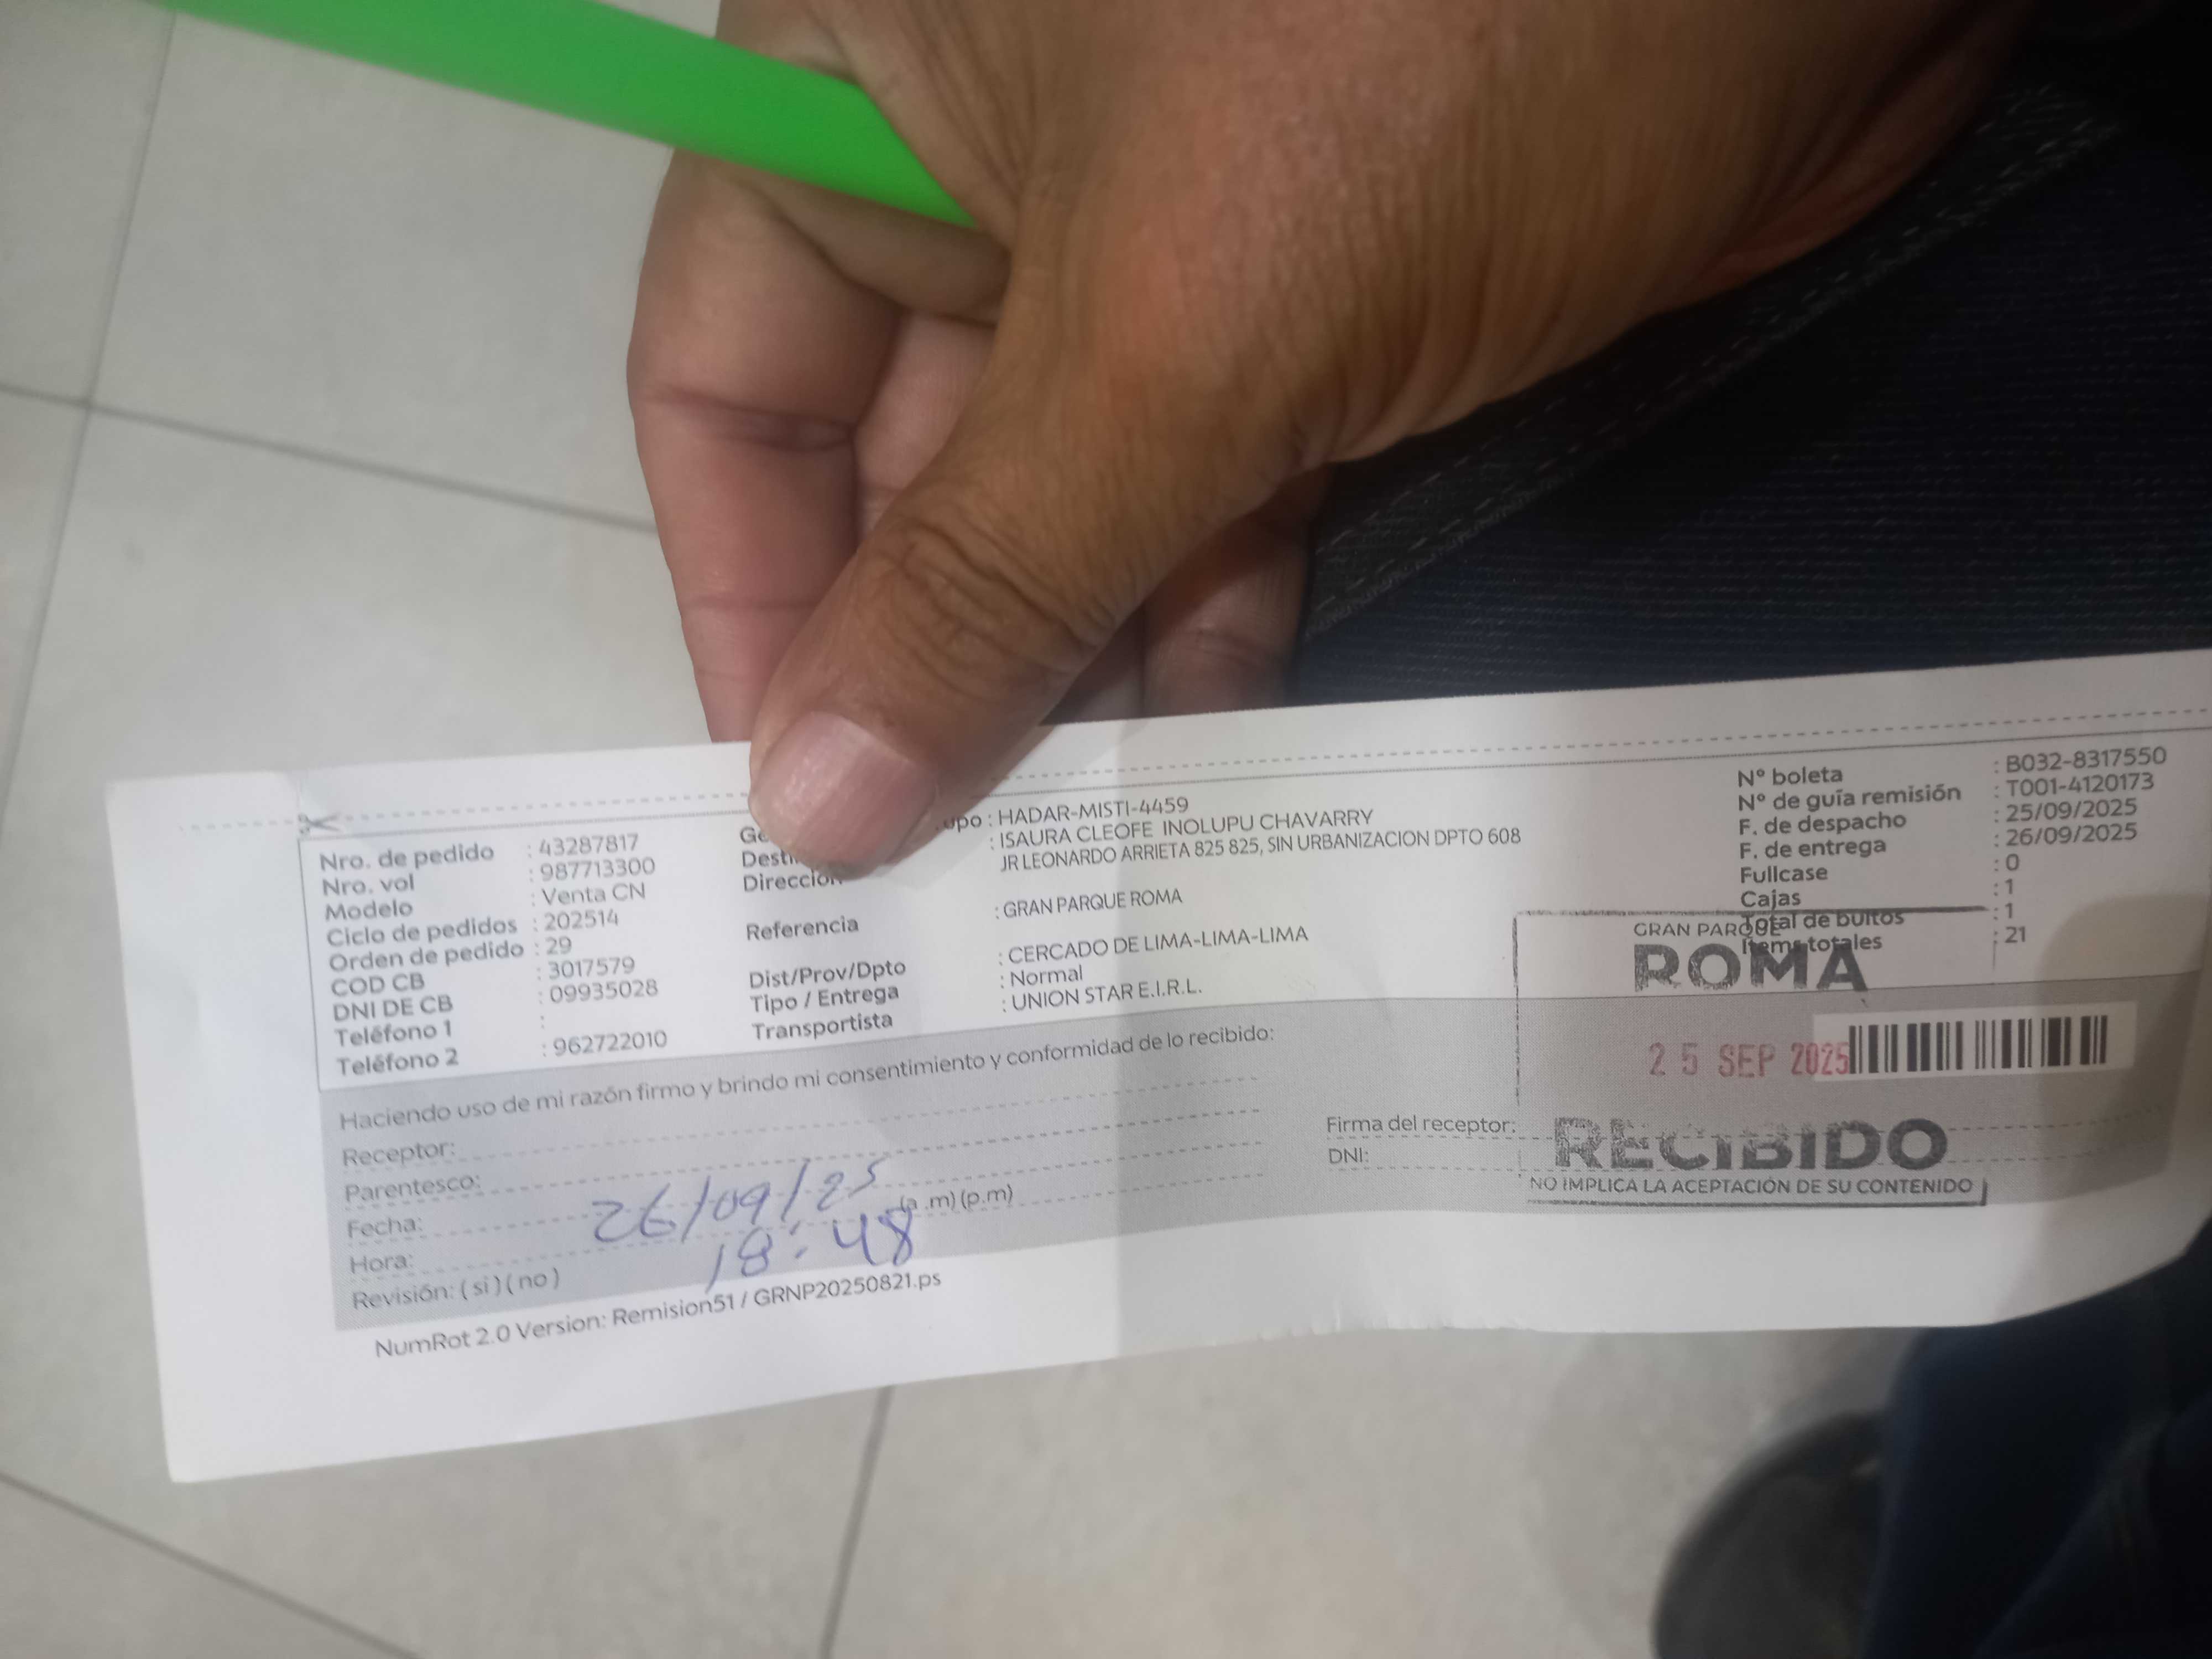 Nro. de pedido : 43287817
Nro. vol : 987713300
Modelo : Venta CN
Ciclo de pedidos : 202514
Orden de pedido : 29
COD CB : 3017579
DNI DE CB : 09935028
Teléfono 1 :
Teléfono 2 : 962722010
: HADAR-MISTI-4459
: ISAURA CLEOFE INOLUPU CHAVARRY
Dirección JR LEONARDO ARRIETA 825 825, SIN URBANIZACION DPTO 608
Referencia : GRAN PARQUE ROMA
Dist/Prov/Dpto : CERCADO DE LIMA-LIMA-LIMA
Tipo / Entrega : Normal
Transportista : UNION STAR E.I.R.L.
N° boleta : B032-8317550
N° de guía remisión : T001-4120173
F. de despacho : 25/09/2025
F. de entrega : 26/09/2025
Fullcase : 0
Cajas : 1
Total de bultos : 1
Items totales : 21
GRAN PARQUE
ROMA
25 SEP 2025
RECIBIDO
NO IMPLICA LA ACEPTACIÓN DE SU CONTENIDO
Haciendo uso de mi razón firmo y brindo mi consentimiento y conformidad de lo recibido:
Receptor:
Parentesco:
Fecha: 26/09/25
Hora: 18:48 (a.m) (p.m)
Revisión: ( si ) ( no )
Firma del receptor:
DNI:
NumRot 2.0 Version: Remision51 / GRNP20250821.ps